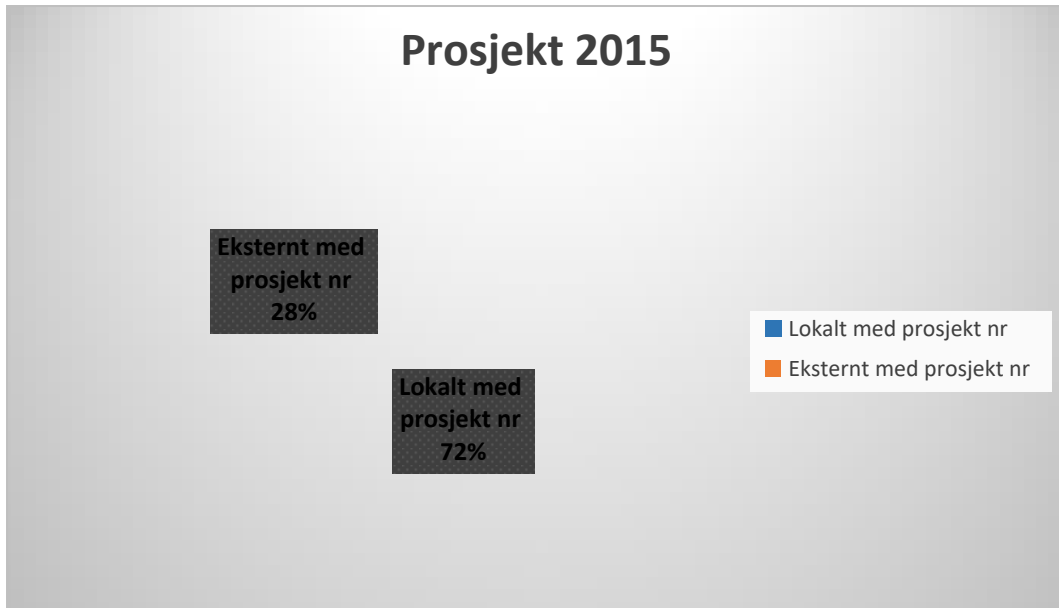 Prosjekt 2015
Eksternt med
prosjekt nr
28%
Lokalt med
prosjekt nr
72%
Lokalt med prosjekt nr
Eksternt med prosjekt nr